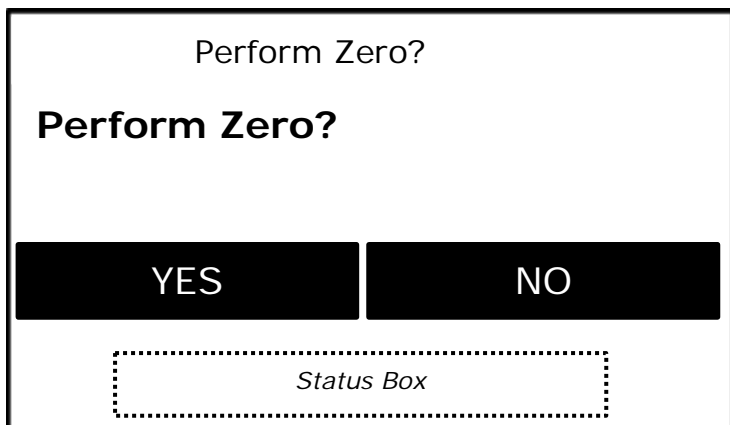 Perform Zero?
Perform Zero?
YES NO
Status Box